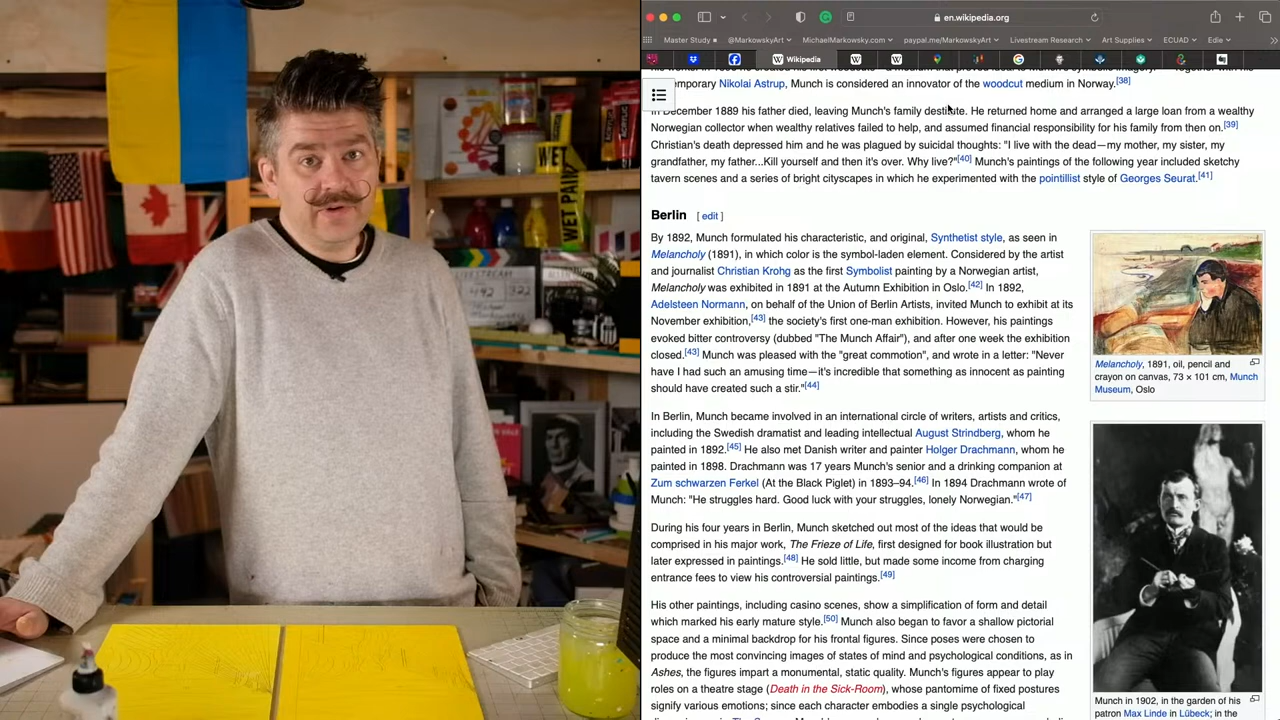 en.wikipedia.org
Master Study
@MarkowskyArt
MichaelMarkowsky.com
paypal.me/MarkowskyArt
Livestream Research
Art Supplies
ECUAD
Edie
Wikipedia
temporary Nikolai Astrup, Munch is considered an innovator of the woodcut medium in Norway.[38]
In December 1889 his father died, leaving Munch's family destitute. He returned home and arranged a large loan from a wealthy
Norwegian collector when wealthy relatives failed to help, and assumed financial responsibility for his family from then on.[39]
Christian's death depressed him and he was plagued by suicidal thoughts: "I live with the dead—my mother, my sister, my
grandfather, my father...Kill yourself and then it's over. Why live?"[40] Munch's paintings of the following year included sketchy
tavern scenes and a series of bright cityscapes in which he experimented with the pointillist style of Georges Seurat.[41]
Berlin [ edit ]
By 1892, Munch formulated his characteristic, and original, Synthetist style, as seen in
Melancholy (1891), in which color is the symbol-laden element. Considered by the artist
and journalist Christian Krohg as the first Symbolist painting by a Norwegian artist,
Melancholy was exhibited in 1891 at the Autumn Exhibition in Oslo.[42] In 1892,
Adelsteen Normann, on behalf of the Union of Berlin Artists, invited Munch to exhibit at its
November exhibition,[43] the society's first one-man exhibition. However, his paintings
evoked bitter controversy (dubbed "The Munch Affair"), and after one week the exhibition
closed.[43] Munch was pleased with the "great commotion", and wrote in a letter: "Never
have I had such an amusing time—it's incredible that something as innocent as painting
should have created such a stir."[44]
Melancholy, 1891, oil, pencil and
crayon on canvas, 73 × 101 cm, Munch
Museum, Oslo
In Berlin, Munch became involved in an international circle of writers, artists and critics,
including the Swedish dramatist and leading intellectual August Strindberg, whom he
painted in 1892.[45] He also met Danish writer and painter Holger Drachmann, whom he
painted in 1898. Drachmann was 17 years Munch's senior and a drinking companion at
Zum schwarzen Ferkel (At the Black Piglet) in 1893–94.[46] In 1894 Drachmann wrote of
Munch: "He struggles hard. Good luck with your struggles, lonely Norwegian."[47]
During his four years in Berlin, Munch sketched out most of the ideas that would be
comprised in his major work, The Frieze of Life, first designed for book illustration but
later expressed in paintings.[48] He sold little, but made some income from charging
entrance fees to view his controversial paintings.[49]
His other paintings, including casino scenes, show a simplification of form and detail
which marked his early mature style.[50] Munch also began to favor a shallow pictorial
space and a minimal backdrop for his frontal figures. Since poses were chosen to
produce the most convincing images of states of mind and psychological conditions, as in
Ashes, the figures impart a monumental, static quality. Munch's figures appear to play
roles on a theatre stage (Death in the Sick-Room), whose pantomime of fixed postures
signify various emotions; since each character embodies a single psychological
Munch in 1902, in the garden of his
patron Max Linde in Lübeck; in the
WET PAINT
WET
ACRYLIC
LIVESTREAM